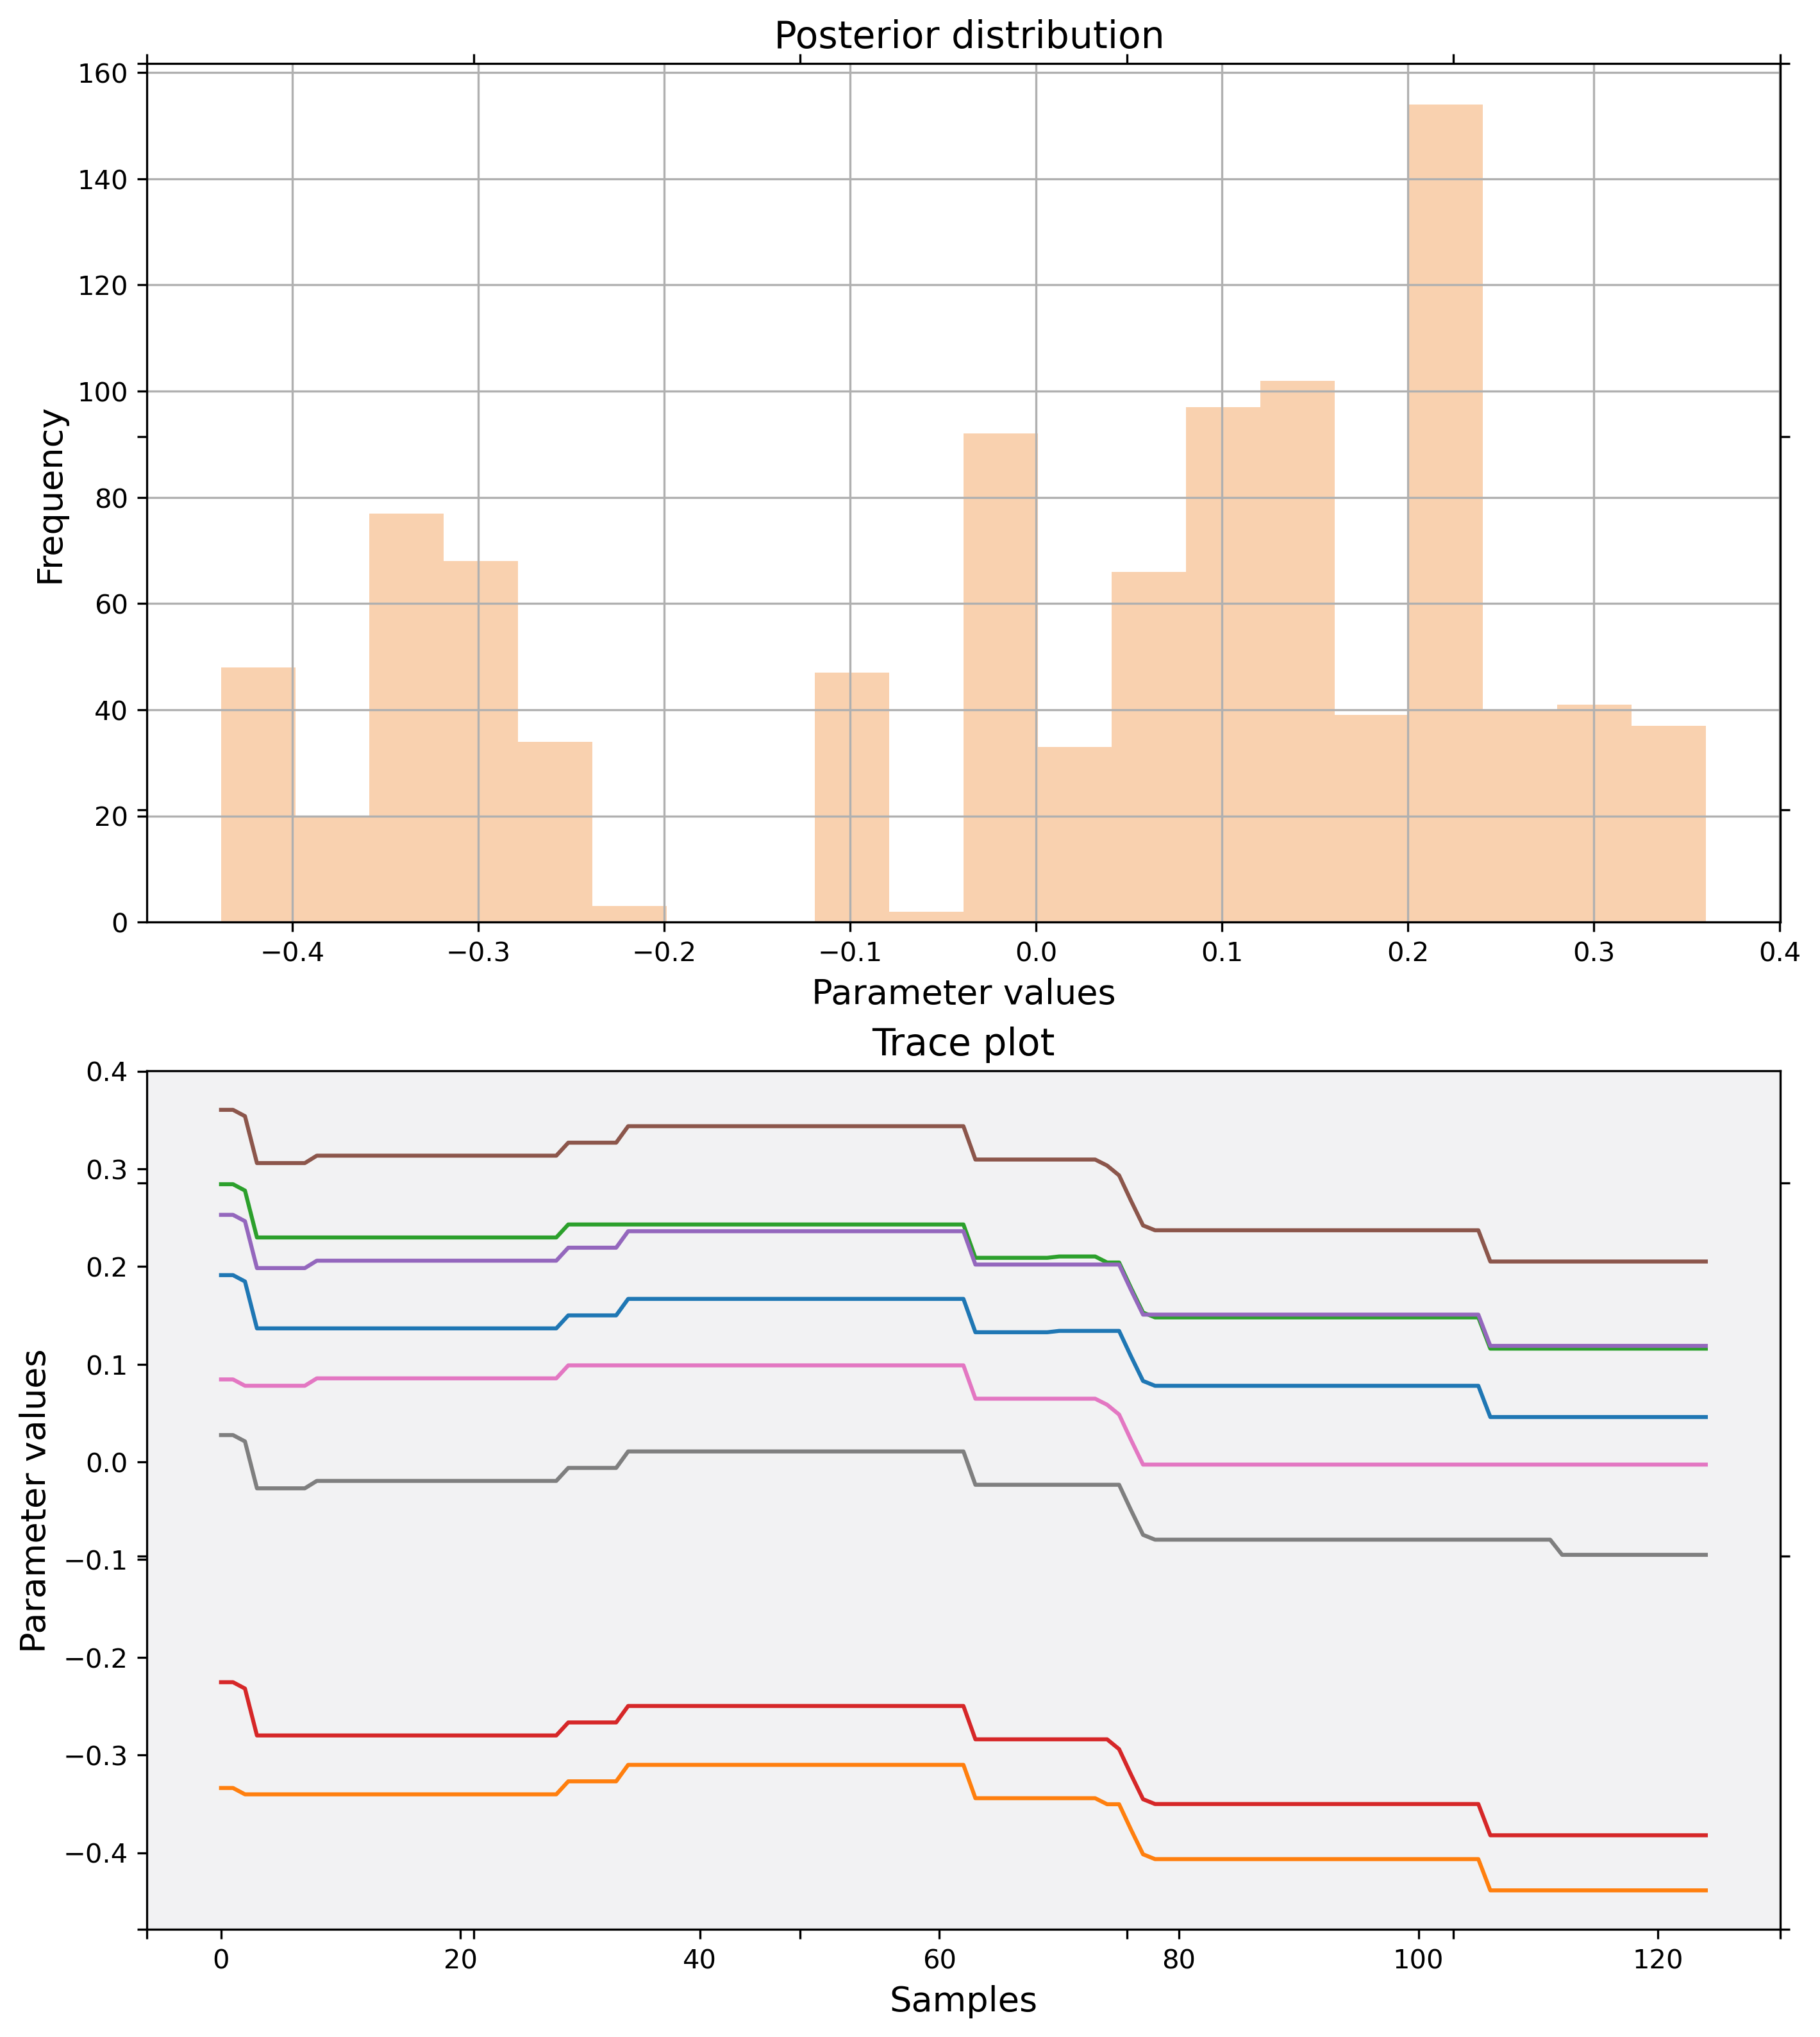 Posterior distribution
160
140
120
100
80
60
40
20
0
Frequency
−0.4 −0.3 −0.2 −0.1 0.0 0.1 0.2 0.3 0.4
Parameter values
Trace plot
0.4
0.3
0.2
0.1
0.0
−0.1
−0.2
−0.3
−0.4
Parameter values
0 20 40 60 80 100 120
Samples